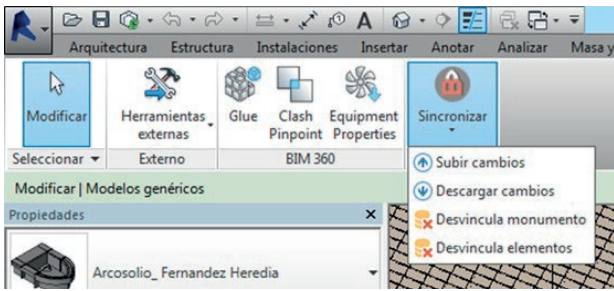 Arquitectura Estructura Instalaciones Insertar Anotar Analizar Masa y
Modificar
Herramientas externas
Glue
Clash Pinpoint
Equipment Properties
Sincronizar
Seleccionar Externo BIM 360
Subir cambios
Descargar cambios
Desvincula monumento
Desvincula elementos
Modificar | Modelos genéricos
Propiedades
Arcosolio_ Fernandez Heredia